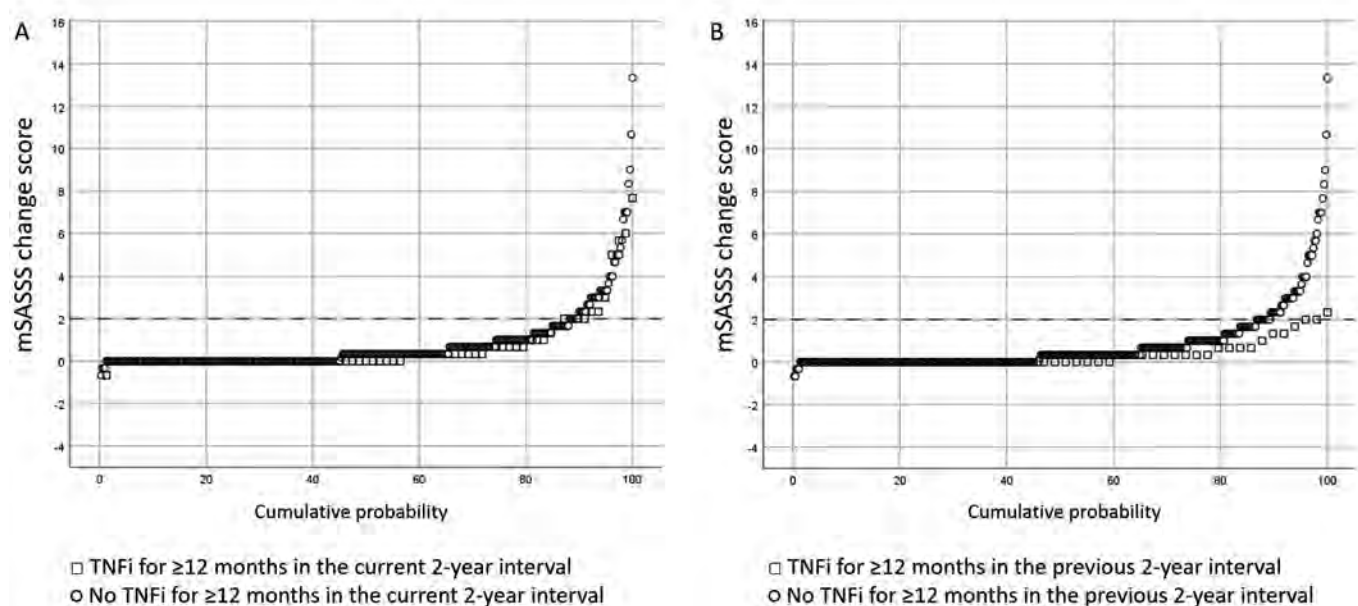 A
mSASSS change score
16
14
12
10
8
6
4
2
0
-2
-4
0 20 40 60 80 100
Cumulative probability
□ TNFi for ≥12 months in the current 2-year interval
o No TNFi for ≥12 months in the current 2-year interval
B
mSASSS change score
16
14
12
10
8
6
4
2
0
-2
-4
0 20 40 60 80 100
Cumulative probability
□ TNFi for ≥12 months in the previous 2-year interval
o No TNFi for ≥12 months in the previous 2-year interval